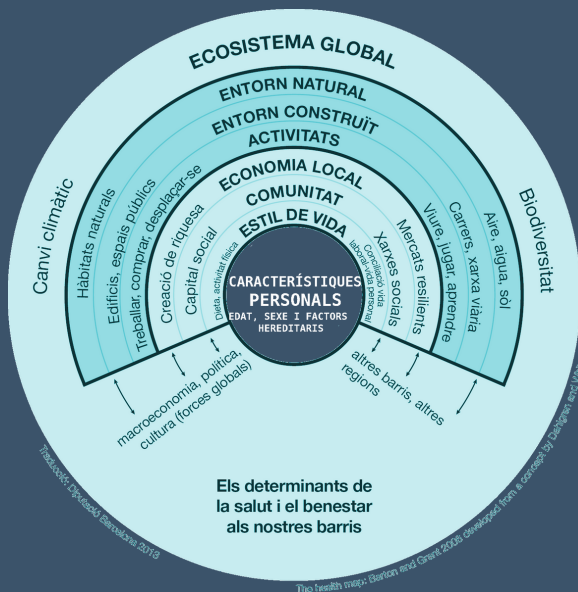 ECOSISTEMA GLOBAL
Canvi climàtic
Biodiversitat
ENTORN NATURAL
Hàbitats naturals
Aire, aigua, sòl
ENTORN CONSTRUÏT
Edificis, espais públics
Carrers, xarxa viària
ACTIVITATS
Treballar, comprar, desplaçar-se
Viure, jugar, aprendre
ECONOMIA LOCAL
Creació de riquesa
Mercats resilients
COMUNITAT
Capital social
Xarxes socials
ESTIL DE VIDA
Dieta, activitat física
Conciliació vida
laboral-vida personal
CARACTERÍSTIQUES
PERSONALS
EDAT, SEXE I FACTORS
HEREDITARIS
macroeconomia, política,
cultura (forces globals)
altres barris, altres
regions
Els determinants de
la salut i el benestar
als nostres barris
Traducció: Diputació Barcelona 2018
The health map: Barton and Grant 2006 developed from a concept by Dahlgren and